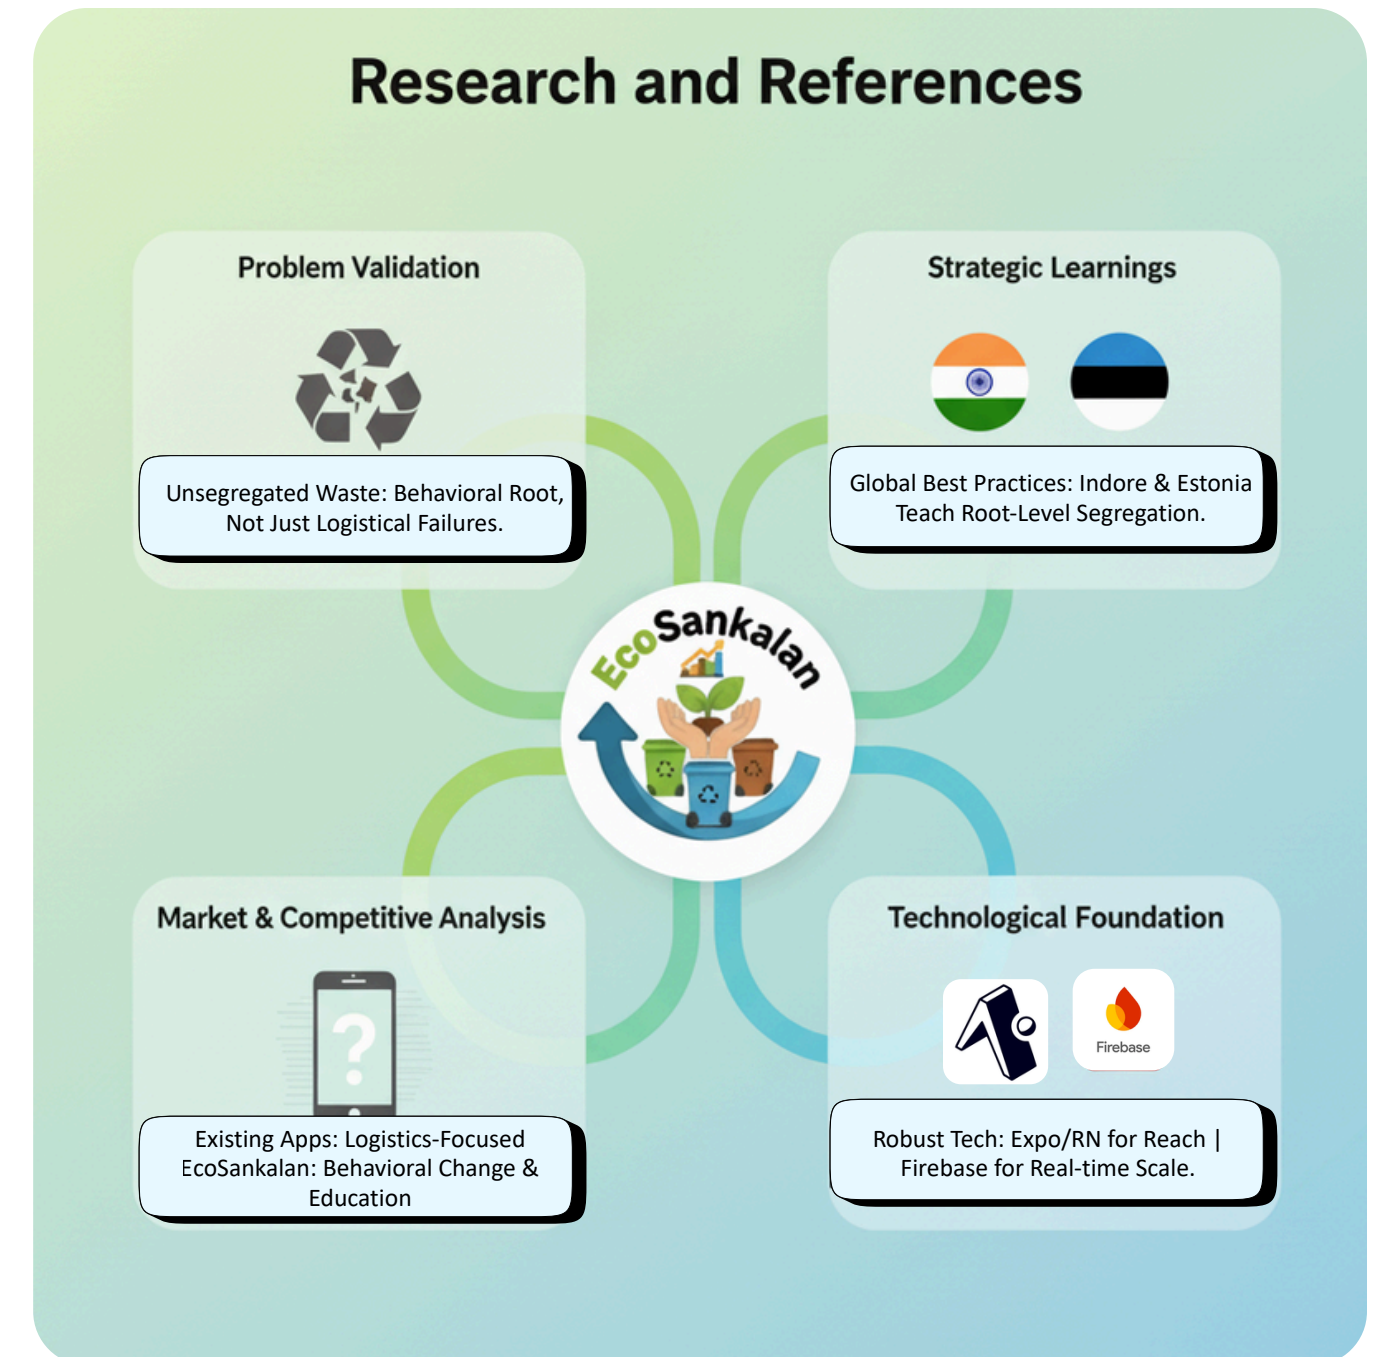 Research and References
Problem Validation
Unsegregated Waste: Behavioral Root,
Not Just Logistical Failures.
Strategic Learnings
Global Best Practices: Indore & Estonia
Teach Root-Level Segregation.
EcoSankalan
Market & Competitive Analysis
?
Existing Apps: Logistics-Focused
EcoSankalan: Behavioral Change &
Education
Technological Foundation
Firebase
Robust Tech: Expo/RN for Reach |
Firebase for Real-time Scale.